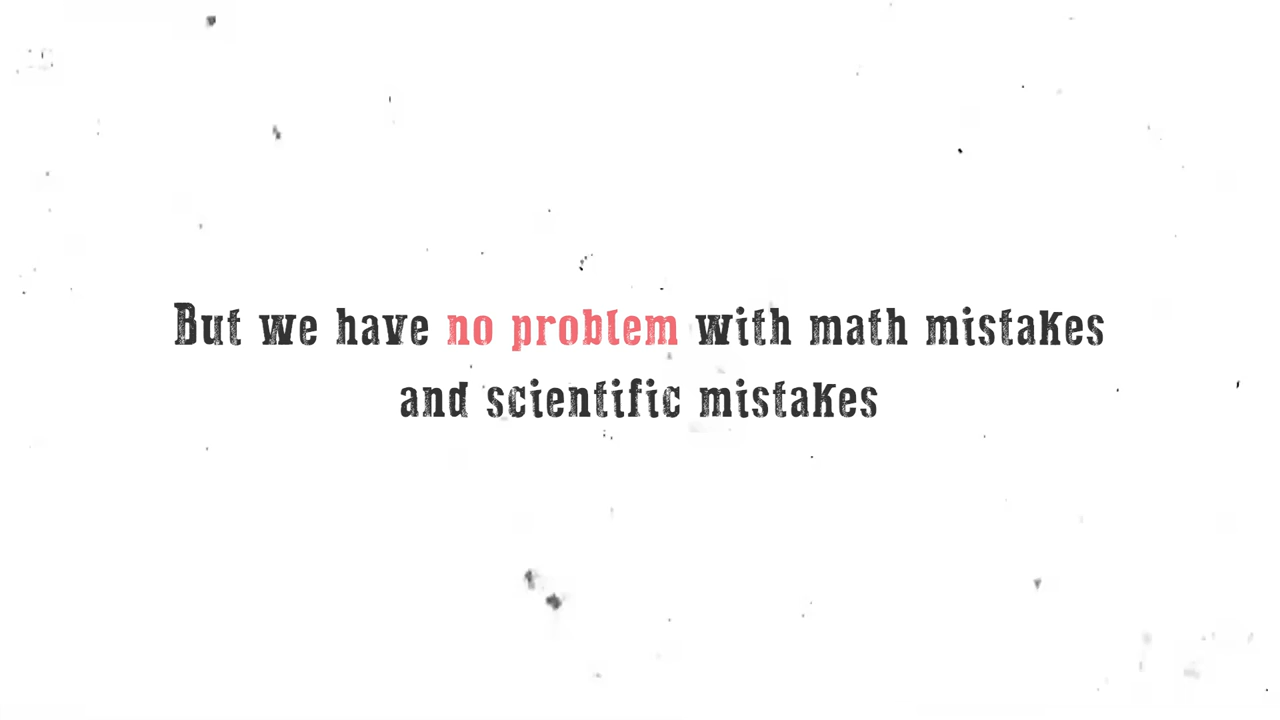 But we have no problem with math mistakes
and scientific mistakes